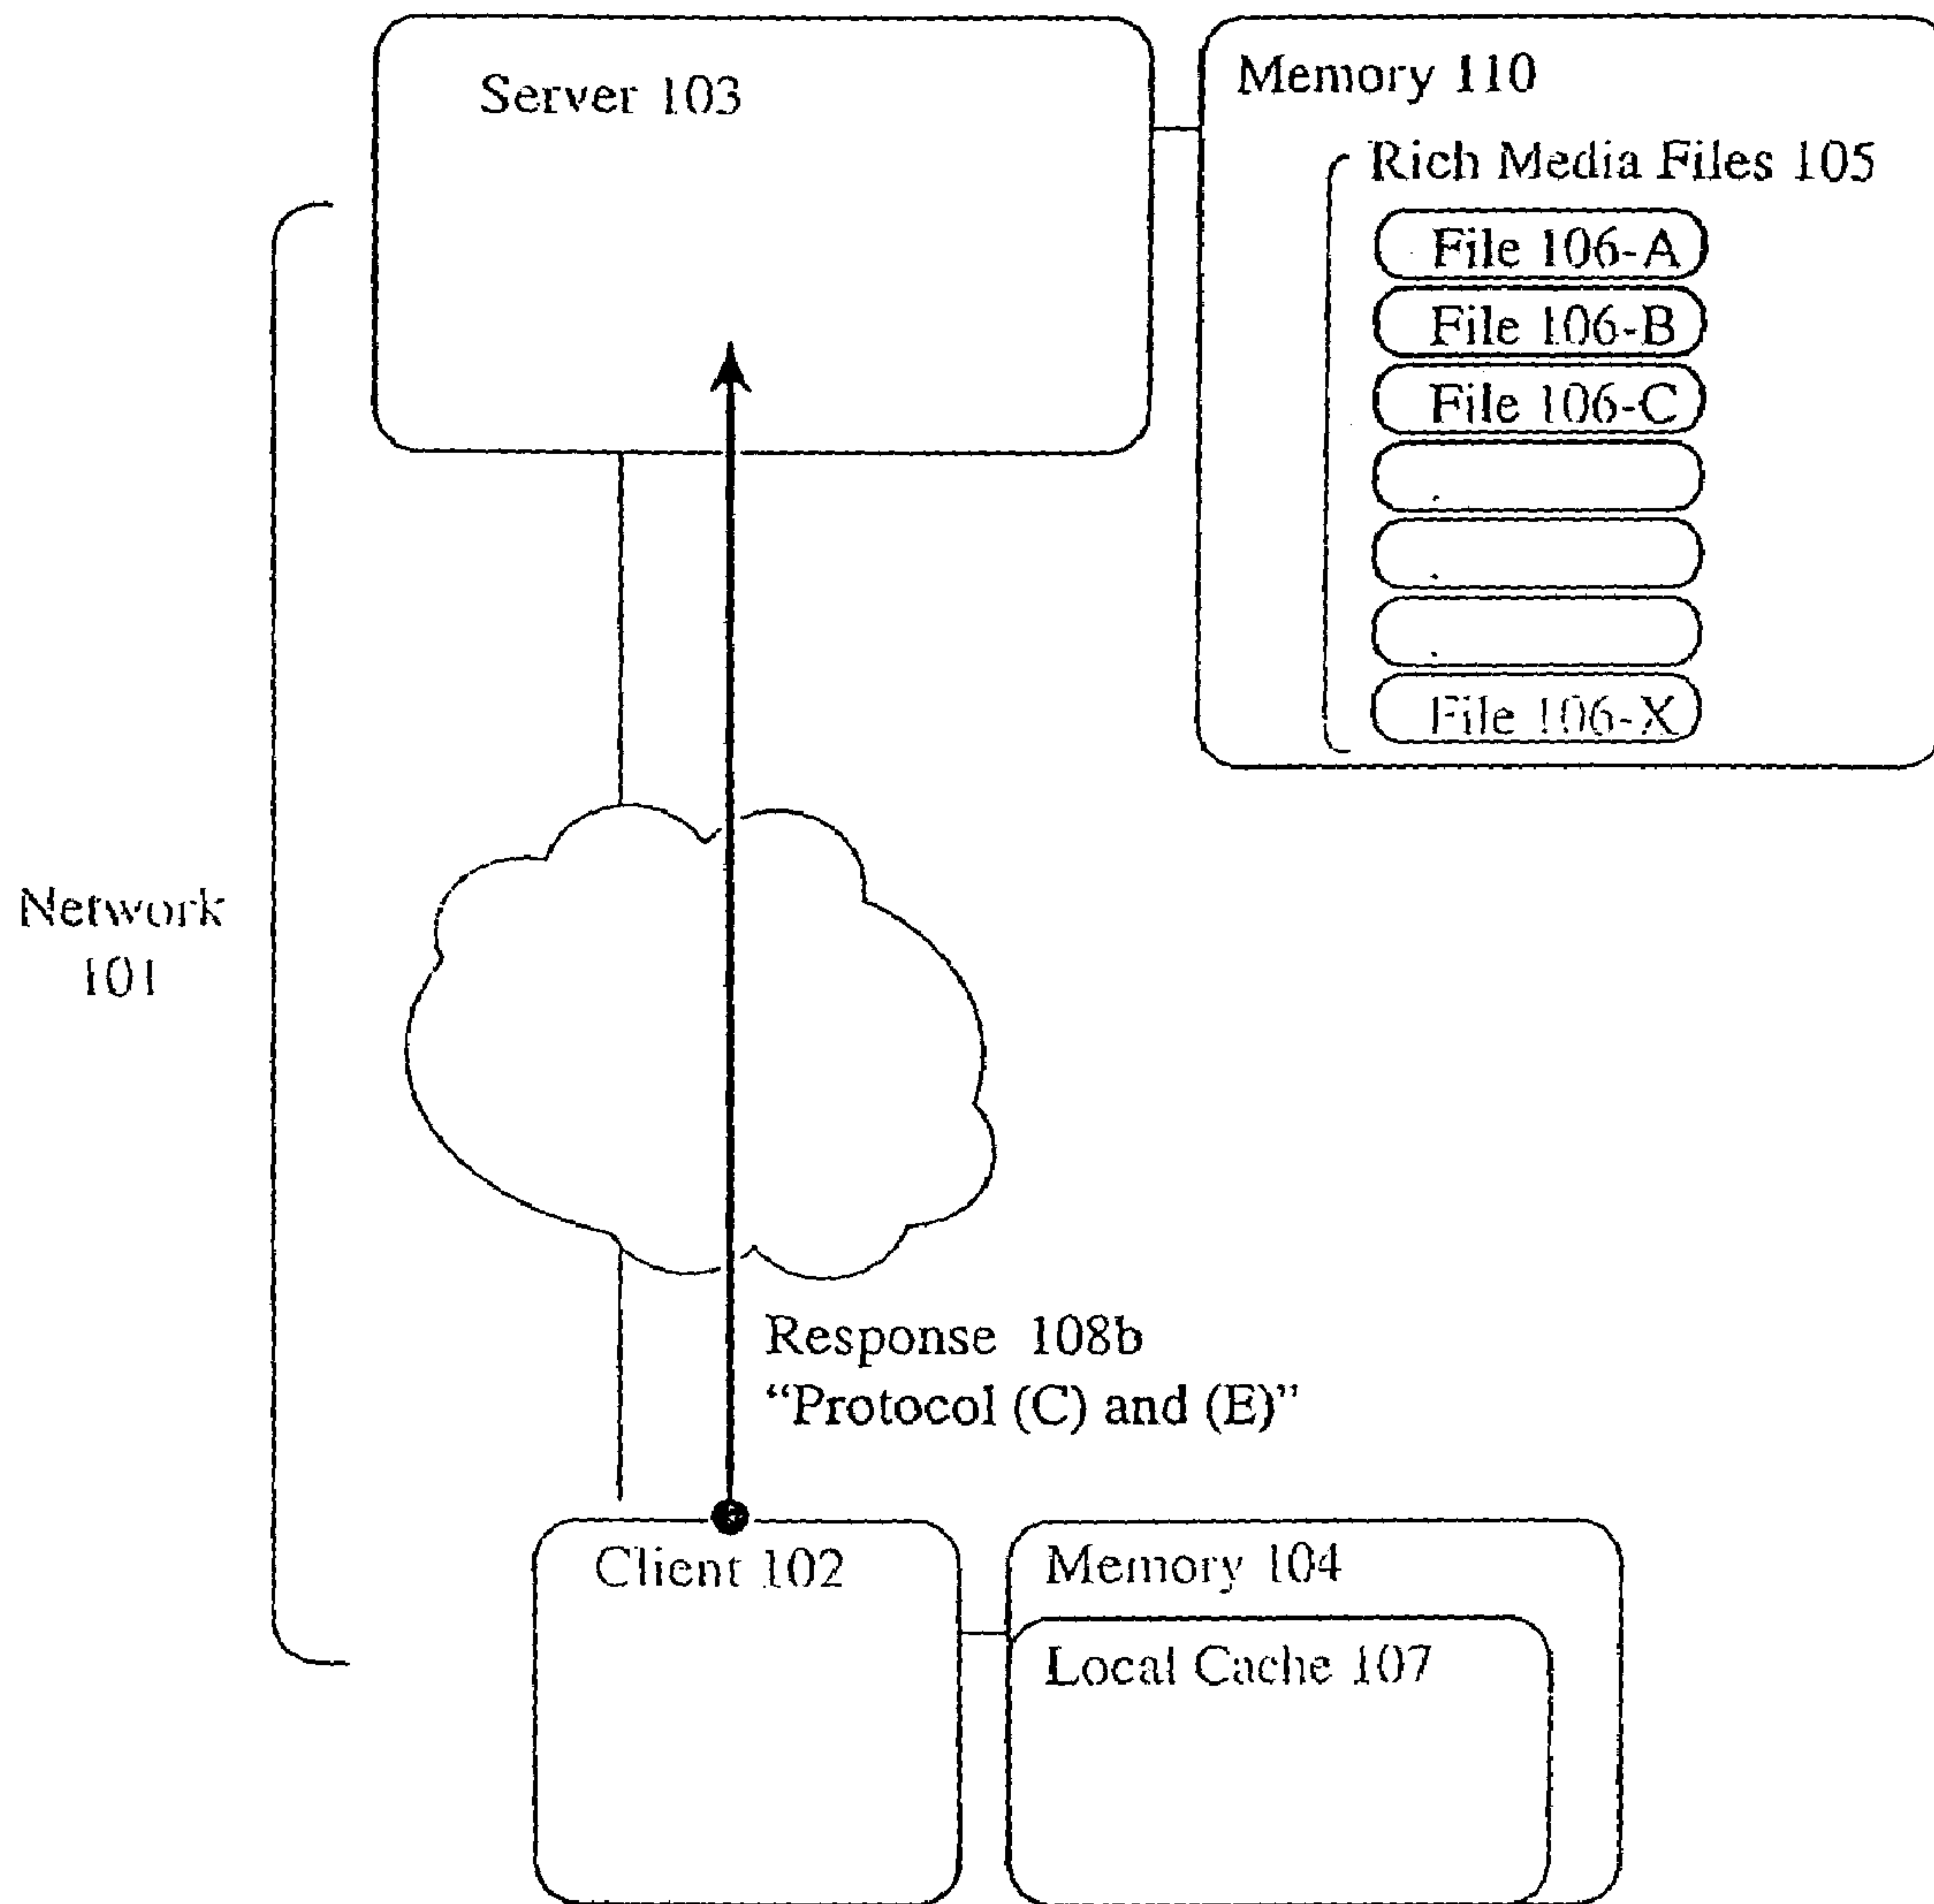 Server 103
Memory 110
Rich Media Files 105
File 106-A
File 106-B
File 106-C
File 106-X
Network
101
Response 108b
“Protocol (C) and (E)”
Client 102
Memory 104
Local Cache 107